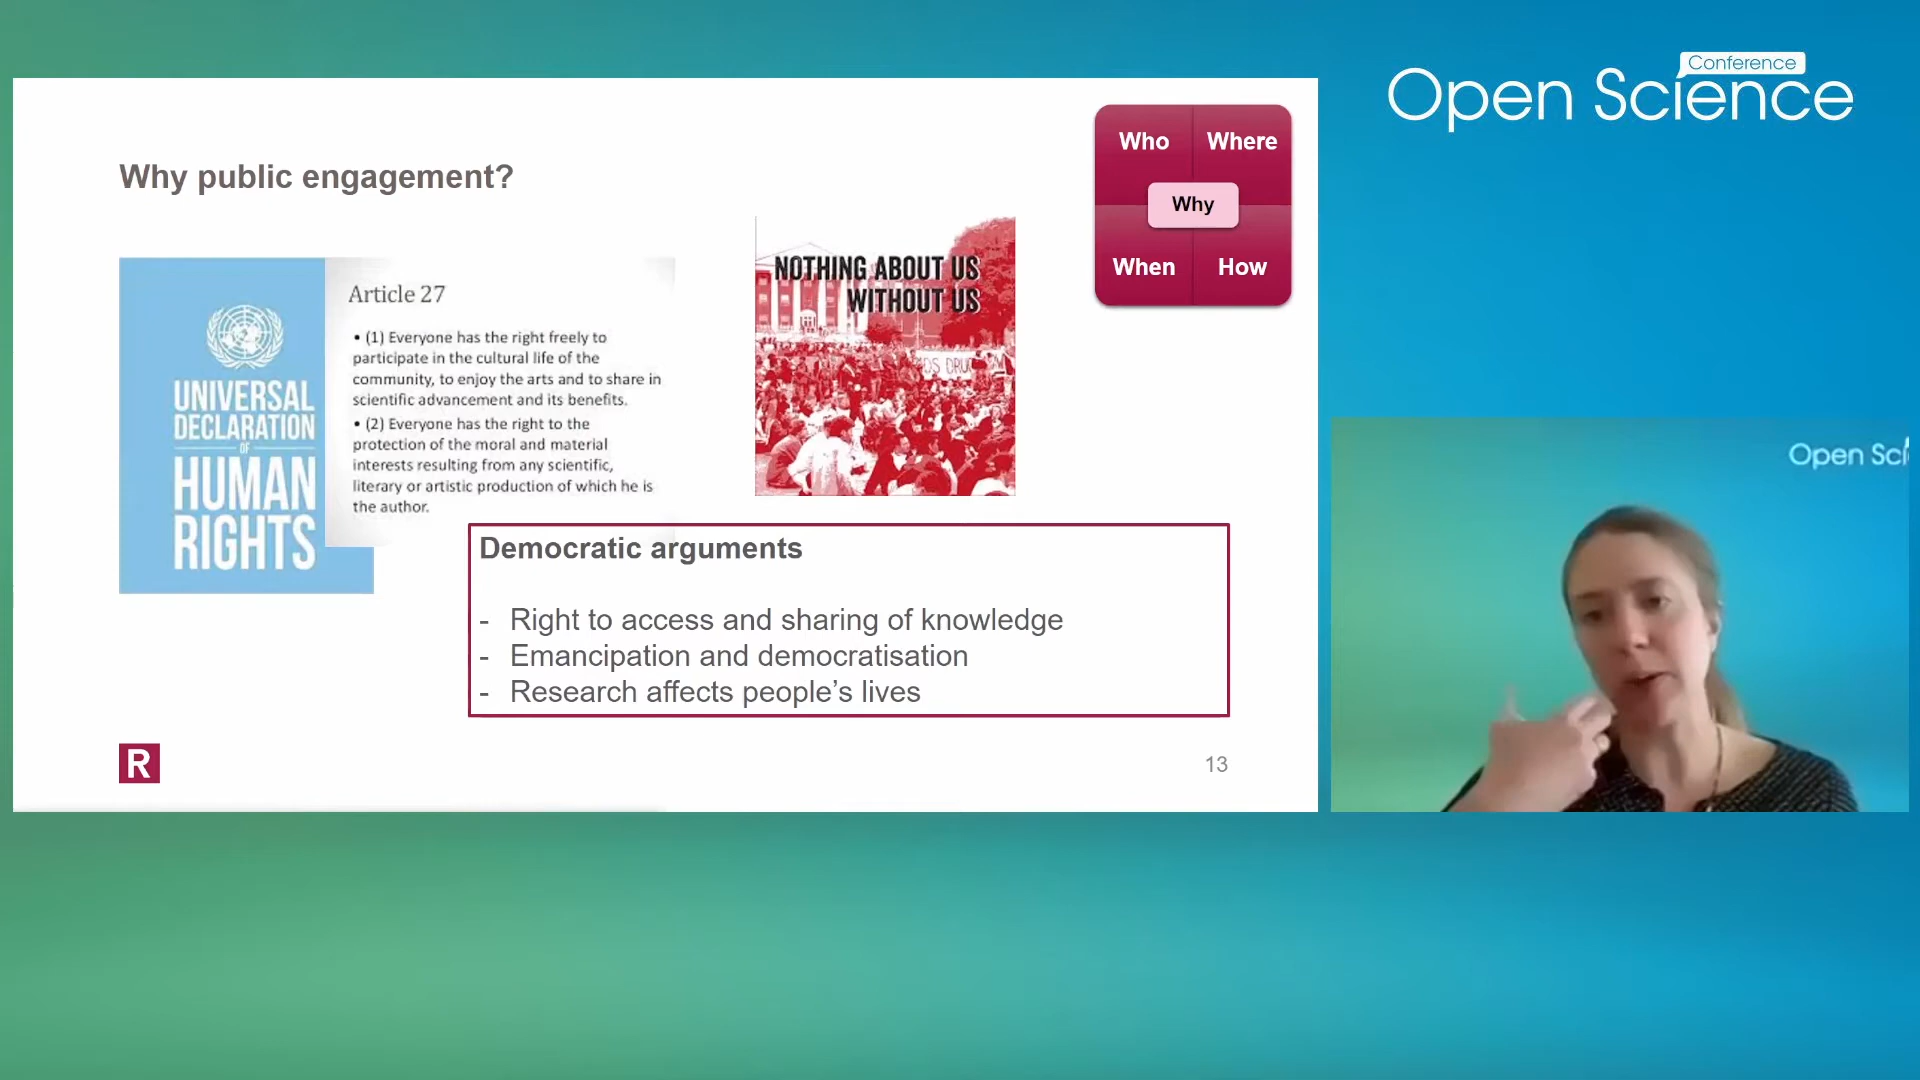 Conference
Open Science
Why public engagement?
Who
Where
Why
When
How
UNIVERSAL
DECLARATION
OF
HUMAN
RIGHTS
Article 27
• (1) Everyone has the right freely to
participate in the cultural life of the
community, to enjoy the arts and to share in
scientific advancement and its benefits.
• (2) Everyone has the right to the
protection of the moral and material
interests resulting from any scientific,
literary or artistic production of which he is
the author.
NOTHING ABOUT US
WITHOUT US
Democratic arguments
- Right to access and sharing of knowledge
- Emancipation and democratisation
- Research affects people’s lives
R
13
Open Sci